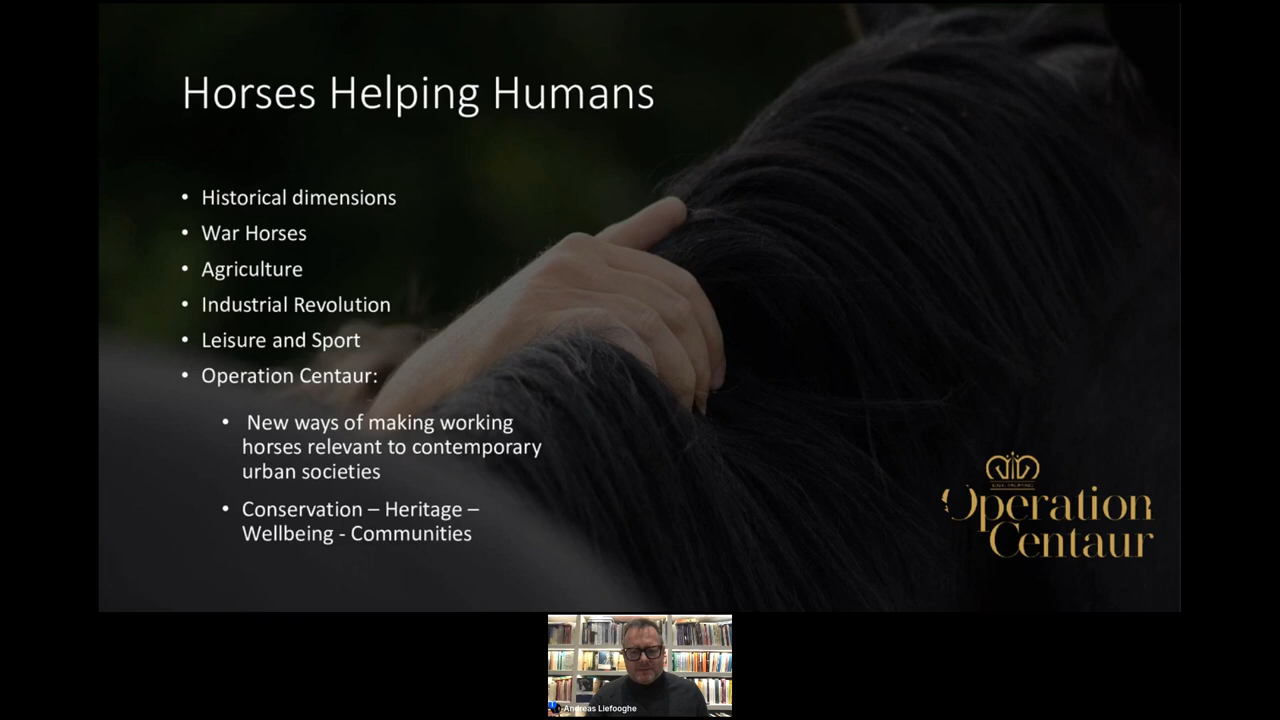 Horses Helping Humans
• Historical dimensions
• War Horses
• Agriculture
• Industrial Revolution
• Leisure and Sport
• Operation Centaur:
• New ways of making working
horses relevant to contemporary
urban societies
• Conservation – Heritage –
Wellbeing - Communities
Operation
Centaur
Andreas Liefooghe